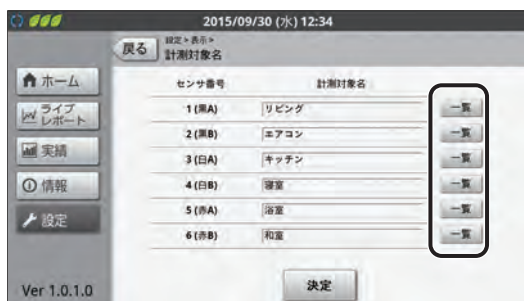 2015/09/30 (水) 12:34
戻る
設定＞表示＞
計測対象名
ホーム
ライブ
レポート
実績
情報
設定
Ver 1.0.1.0
センサ番号 計測対象名
1 (黒A) リビング 一覧
2 (黒B) エアコン 一覧
3 (白A) キッチン 一覧
4 (白B) 寝室 一覧
5 (赤A) 浴室 一覧
6 (赤B) 和室 一覧
決定